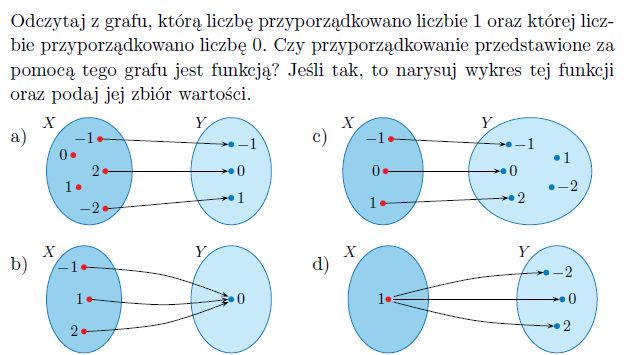 Odczytaj z grafu, którą liczbę przyporządkowano liczbie 1 oraz której licz-
bie przyporządkowano liczbę 0. Czy przyporządkowanie przedstawione za
pomocą tego grafu jest funkcją? Jeśli tak, to narysuj wykres tej funkcji
oraz podaj jej zbiór wartości.
a)
X
Y
−1
0
2
1
−2
−1
0
1
c)
X
Y
−1
0
1
−1
0
2
1
−2
b)
X
Y
−1
1
2
0
d)
X
Y
1
−2
0
2